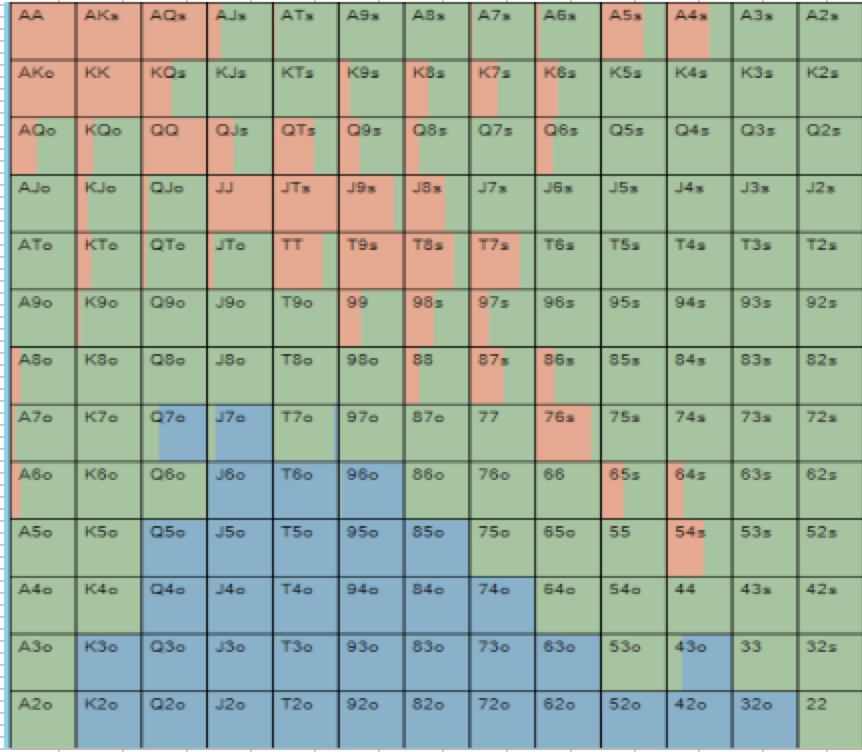 AA AKs AQs AJs ATs A9s A8s A7s A6s A5s A4s A3s A2s
AKo KK KQs KJs KTs K9s K8s K7s K6s K5s K4s K3s K2s
AQo KQo QQ QJs QTs Q9s Q8s Q7s Q6s Q5s Q4s Q3s Q2s
AJo KJo QJo JJ JTs J9s J8s J7s J6s J5s J4s J3s J2s
ATo KTo QTo JTo TT T9s T8s T7s T6s T5s T4s T3s T2s
A9o K9o Q9o J9o T9o 99 98s 97s 96s 95s 94s 93s 92s
A8o K8o Q8o J8o T8o 98o 88 87s 86s 85s 84s 83s 82s
A7o K7o Q7o J7o T7o 97o 87o 77 76s 75s 74s 73s 72s
A6o K6o Q6o J6o T6o 96o 86o 76o 66 65s 64s 63s 62s
A5o K5o Q5o J5o T5o 95o 85o 75o 65o 55 54s 53s 52s
A4o K4o Q4o J4o T4o 94o 84o 74o 64o 54o 44 43s 42s
A3o K3o Q3o J3o T3o 93o 83o 73o 63o 53o 43o 33 32s
A2o K2o Q2o J2o T2o 92o 82o 72o 62o 52o 42o 32o 22